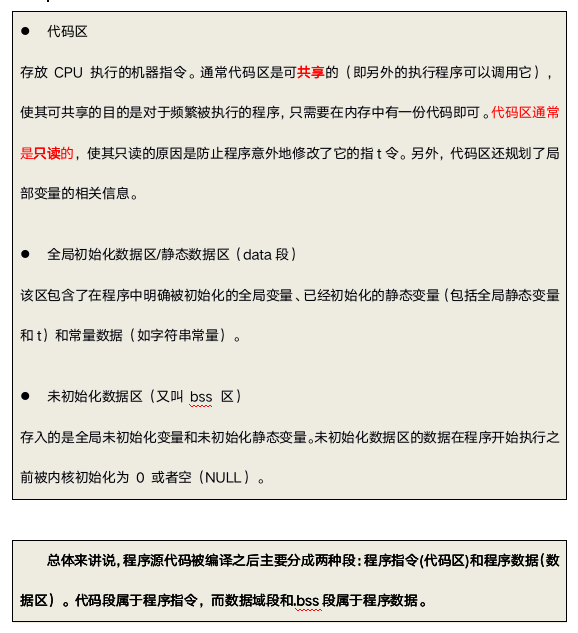 ● 代码区
存放 CPU 执行的机器指令。通常代码区是可共享的（即另外的执行程序可以调用它），
使其可共享的目的是对于频繁被执行的程序，只需要在内存中有一份代码即可。代码区通常
是只读的，使其只读的原因是防止程序意外地修改了它的指 t 令。另外，代码区还规划了局
部变量的相关信息。
● 全局初始化数据区/静态数据区（data 段）
该区包含了在程序中明确被初始化的全局变量、已经初始化的静态变量（包括全局静态变量
和 t）和常量数据（如字符串常量）。
● 未初始化数据区（又叫 bss 区）
存入的是全局未初始化变量和未初始化静态变量。未初始化数据区的数据在程序开始执行之
前被内核初始化为 0 或者空（NULL）。
总体来讲说，程序源代码被编译之后主要分成两种段：程序指令(代码区)和程序数据(数
据区）。代码段属于程序指令，而数据域段和.bss 段属于程序数据。